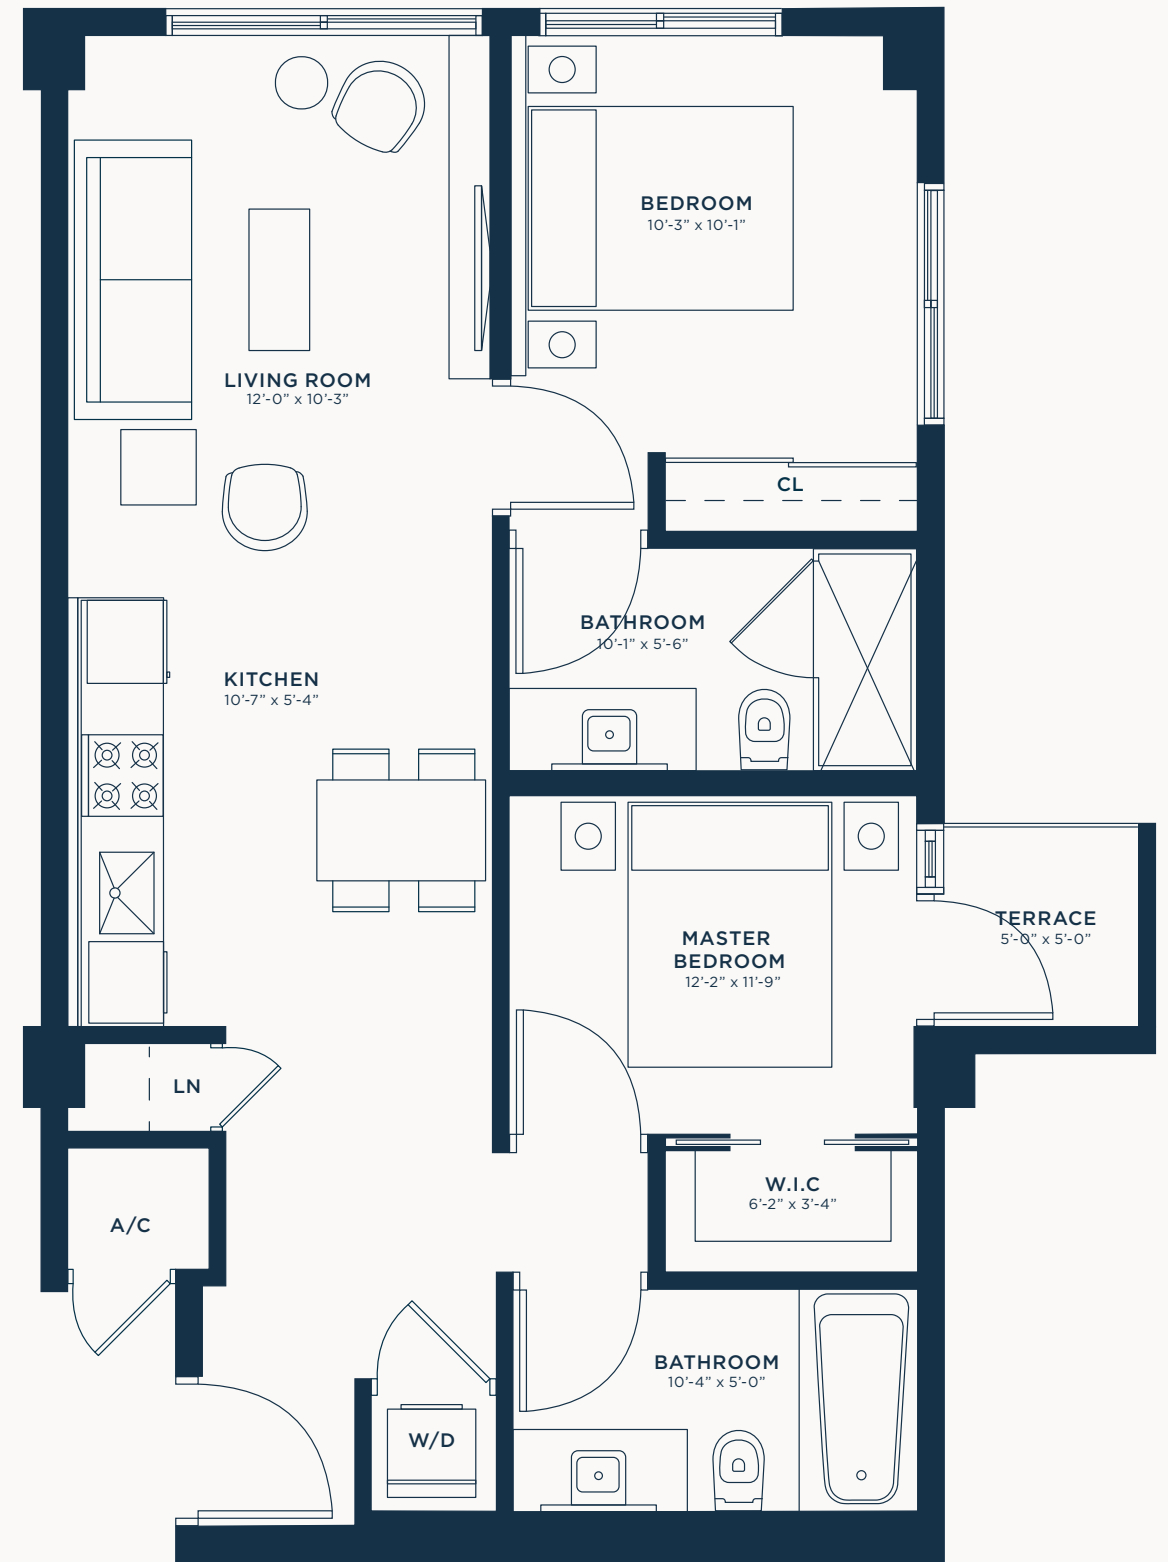 BEDROOM
10'-3” x 10'-1”
LIVING ROOM
12'-0” x 10'-3”
CL
BATHROOM
10'-1” x 5'-6”
KITCHEN
10'-7” x 5'-4”
TERRACE
5'-0” x 5'-0”
MASTER
BEDROOM
12'-2” x 11'-9”
LN
W.I.C
6'-2” x 3'-4”
A/C
BATHROOM
10'-4” x 5'-0”
W/D